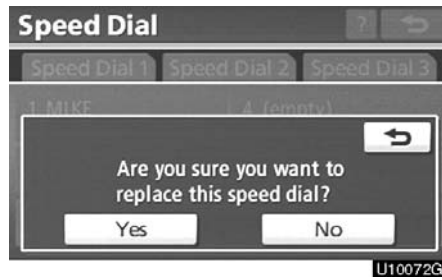 Speed Dial
?
Speed Dial 1 Speed Dial 2 Speed Dial 3
1 MIKE 4 (empty)
Are you sure you want to
replace this speed dial?
Yes No
U10072G